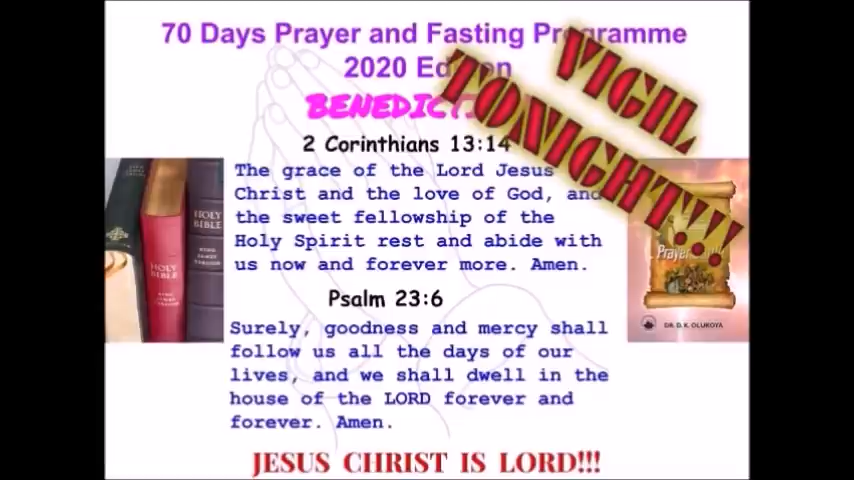 70 Days Prayer and Fasting Programme
2020 Edition
VIGIL
TONIGHT!!!
2 Corinthians 13:14
The grace of the Lord Jesus
Christ and the love of God, and
the sweet fellowship of the
Holy Spirit rest and abide with
us now and forever more. Amen.
HOLY
BIBLE
HOLY
BIBLE
Prayer
DR. D.K. OLUKOYA
Psalm 23:6
Surely, goodness and mercy shall
follow us all the days of our
lives, and we shall dwell in the
house of the LORD forever and
forever. Amen.
JESUS CHRIST IS LORD!!!